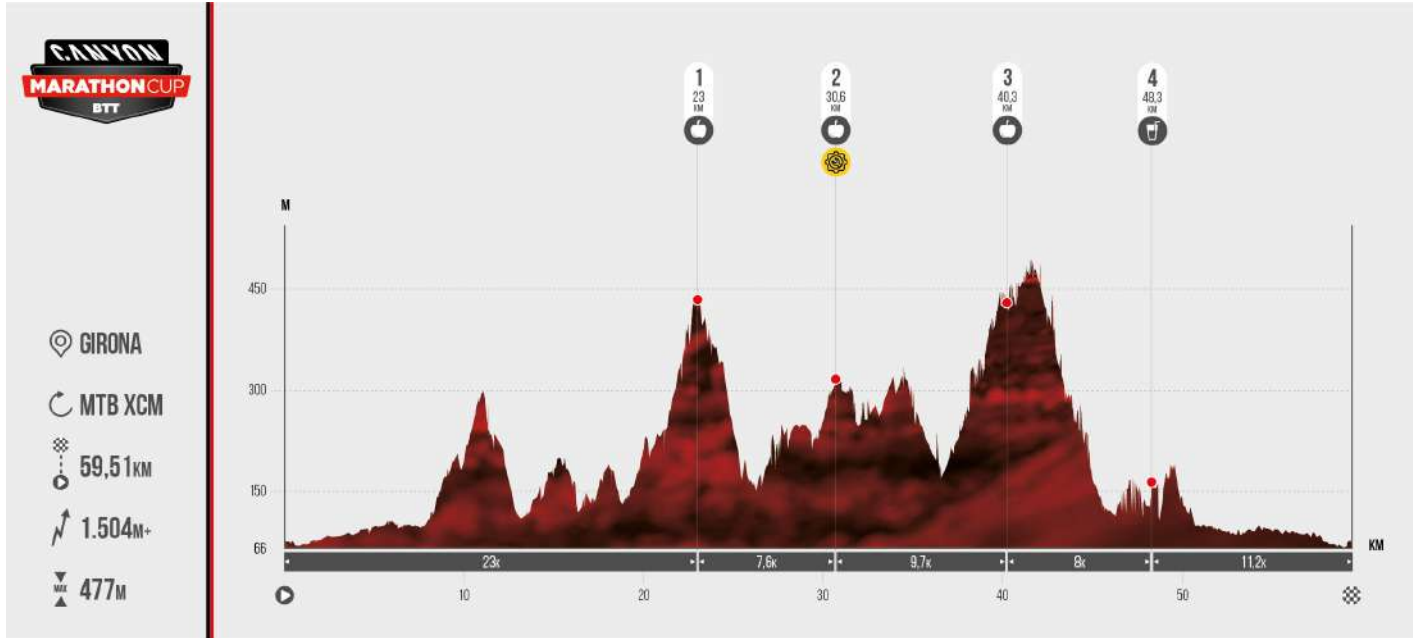 CANYON
MARATHONCUP
BTT
GIRONA
MTB XCM
59,51KM
1.504M+
MAX
477M
1
23
KM
2
30,6
KM
3
40,3
KM
4
48,3
KM
M
450
300
150
66
KM
23K
7,6K
9,7K
8K
11,2K
10
20
30
40
50